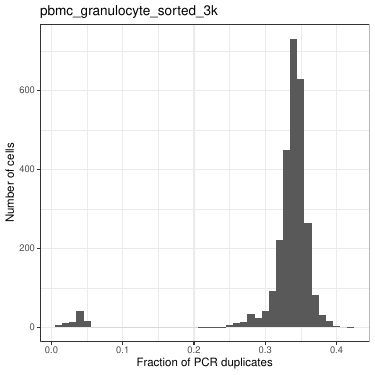 pbmc_granulocyte_sorted_3k
Number of cells
600
400
200
0
0.0 0.1 0.2 0.3 0.4
Fraction of PCR duplicates